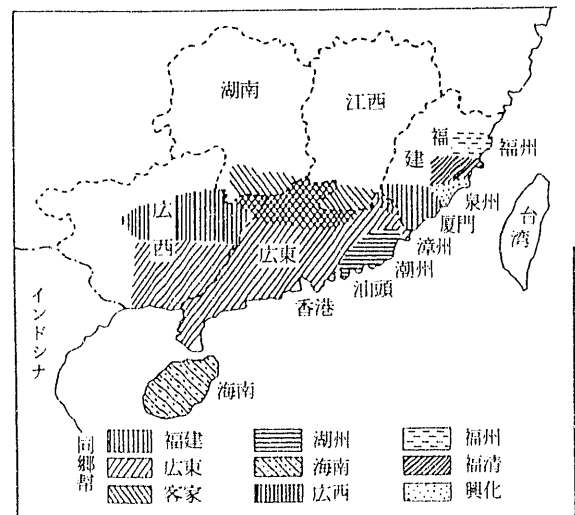 湖南
江西
福建
福州
泉州
厦門
漳州
潮州
汕頭
香港
広東
広西
台湾
インドシナ
海南
同郷幇
福建
湖州
福州
広東
海南
福清
客家
広西
興化